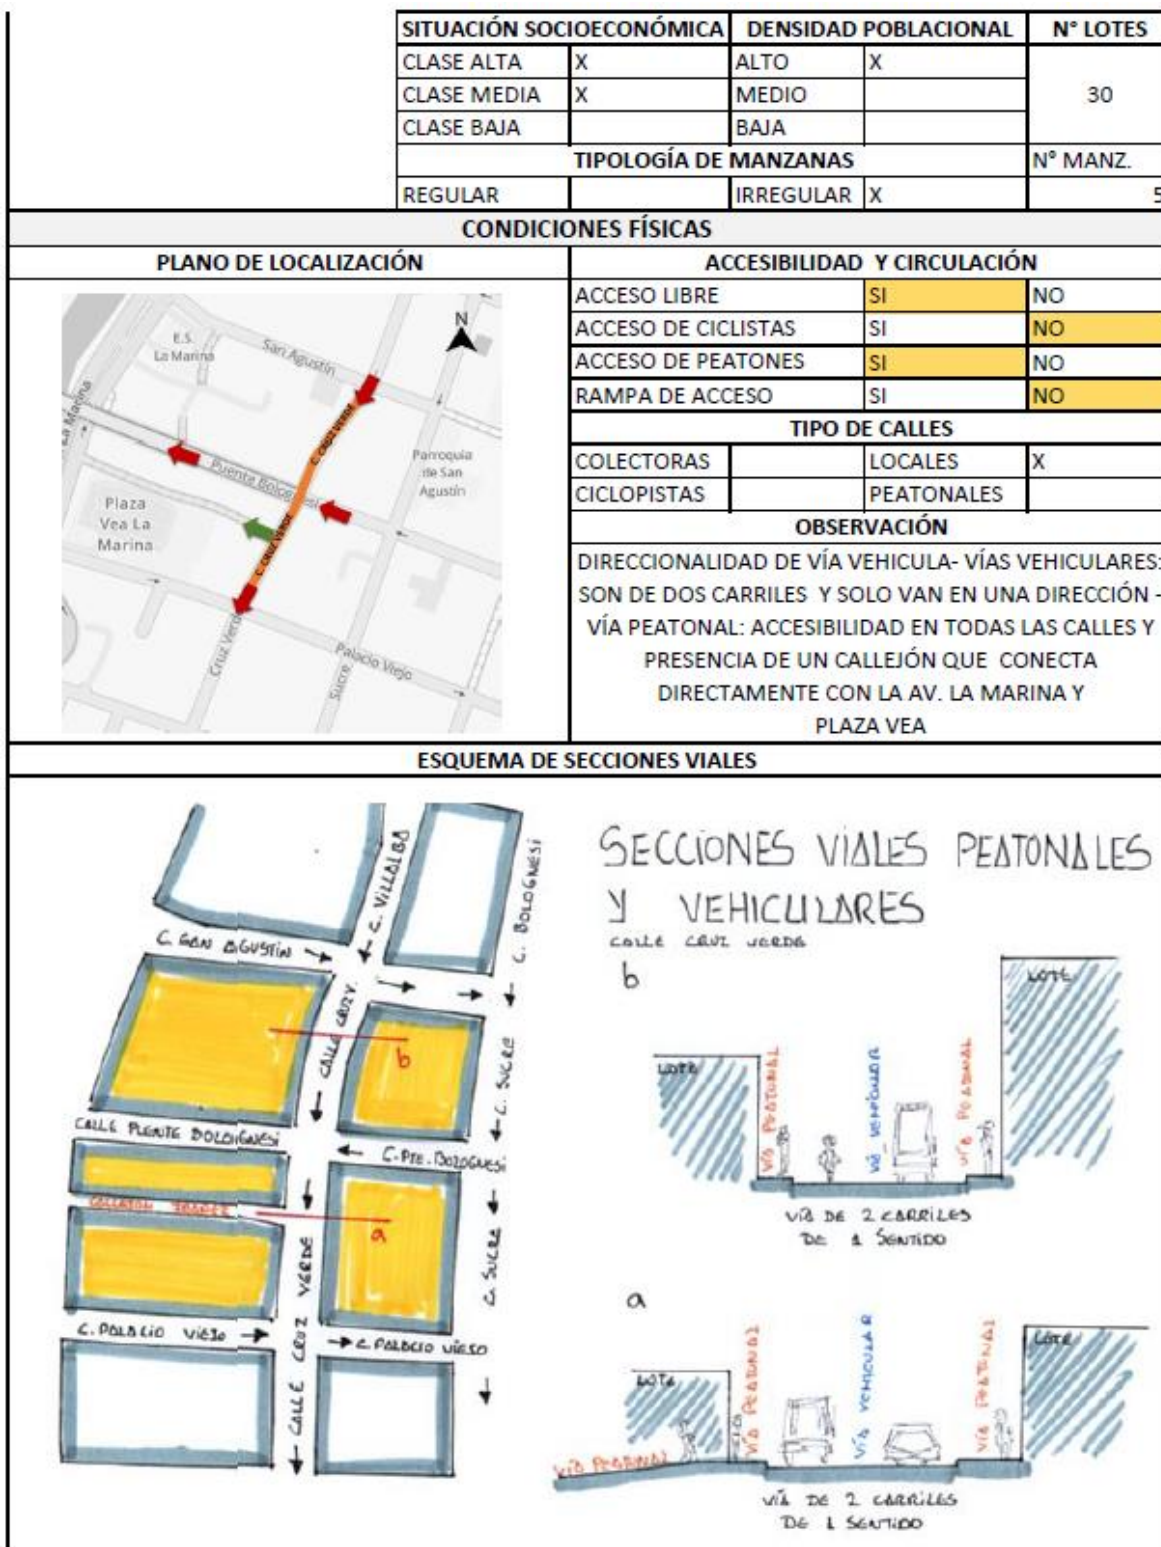 SITUACIÓN SOCIOECONÓMICA DENSIDAD POBLACIONAL N° LOTES
CLASE ALTA X ALTO X
CLASE MEDIA X MEDIO 30
CLASE BAJA BAJA
TIPOLOGÍA DE MANZANAS N° MANZ.
REGULAR IRREGULAR X 5
CONDICIONES FÍSICAS
PLANO DE LOCALIZACIÓN
N
E.S.
La Marina
San Agustín
C. CRUZ VERDE
La Marina
Puente Bolognesi
Parroquia
de San
Agustín
Plaza
Vea La
Marina
C. CRUZ VERDE
Cruz Verde
Sucre
Palacio Viejo
ACCESIBILIDAD Y CIRCULACIÓN
ACCESO LIBRE SI NO
ACCESO DE CICLISTAS SI NO
ACCESO DE PEATONES SI NO
RAMPA DE ACCESO SI NO
TIPO DE CALLES
COLECTORAS LOCALES X
CICLOPISTAS PEATONALES
OBSERVACIÓN
DIRECCIONALIDAD DE VÍA VEHICULA- VÍAS VEHICULARES:
SON DE DOS CARRILES Y SOLO VAN EN UNA DIRECCIÓN -
VÍA PEATONAL: ACCESIBILIDAD EN TODAS LAS CALLES Y
PRESENCIA DE UN CALLEJÓN QUE CONECTA
DIRECTAMENTE CON LA AV. LA MARINA Y
PLAZA VEA
ESQUEMA DE SECCIONES VIALES
C. VILLALBA
C. BOLOGNESI
C. SAN AGUSTÍN
CALLE CRUZ V.
b
C. SUCRE
CALLE PUENTE BOLOGNESI
C. PTE. BOLOGNESI
a
C. SUCRE
C. PALACIO VIEJO
C. PALACIO VIEJO
CALLE CRUZ VERDE
SECCIONES VIALES PEATONALES
Y VEHICULARES
CALLE CRUZ VERDE
b
LOTE
LOTE
VÍA PEATONAL
VÍA VEHICULAR
VÍA PEATONAL
VÍA DE 2 CARRILES
DE 1 SENTIDO
a
LOTE
LOTE
VÍA PEATONAL
VÍA PEATONAL
VÍA VEHICULAR
VÍA PEATONAL
VÍA DE 2 CARRILES
DE 1 SENTIDO